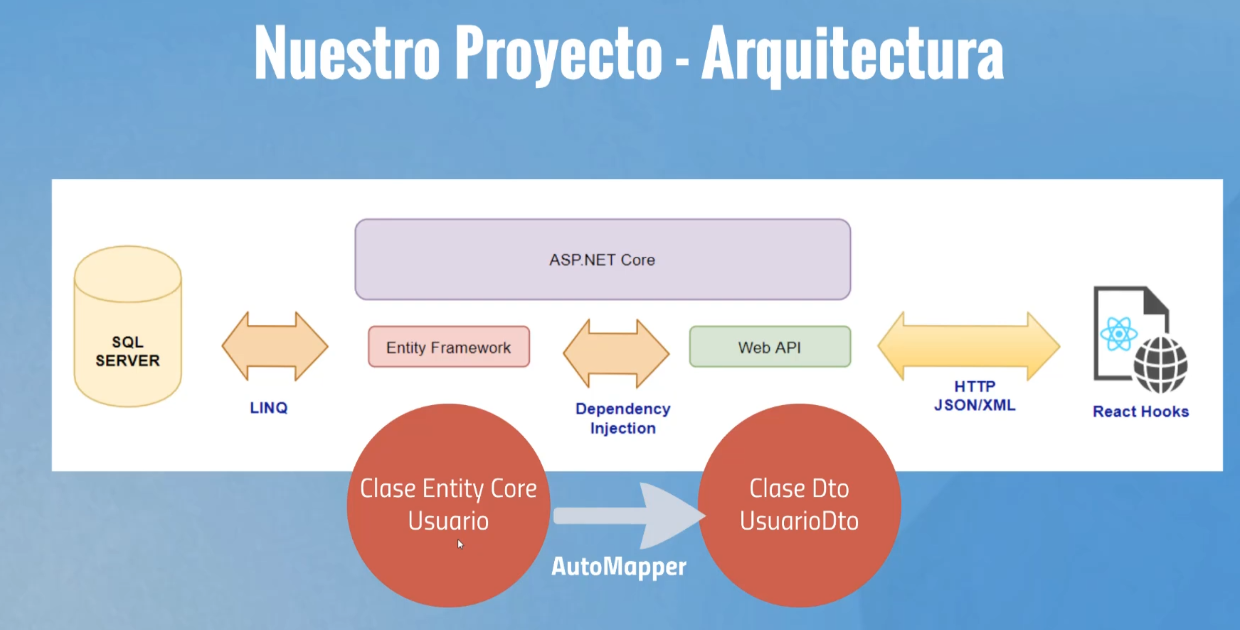 Nuestro Proyecto - Arquitectura
ASP.NET Core
SQL
SERVER
LINQ
Entity Framework
Dependency
Injection
Web API
HTTP
JSON/XML
React Hooks
Clase Entity Core
Usuario
AutoMapper
Clase Dto
UsuarioDto